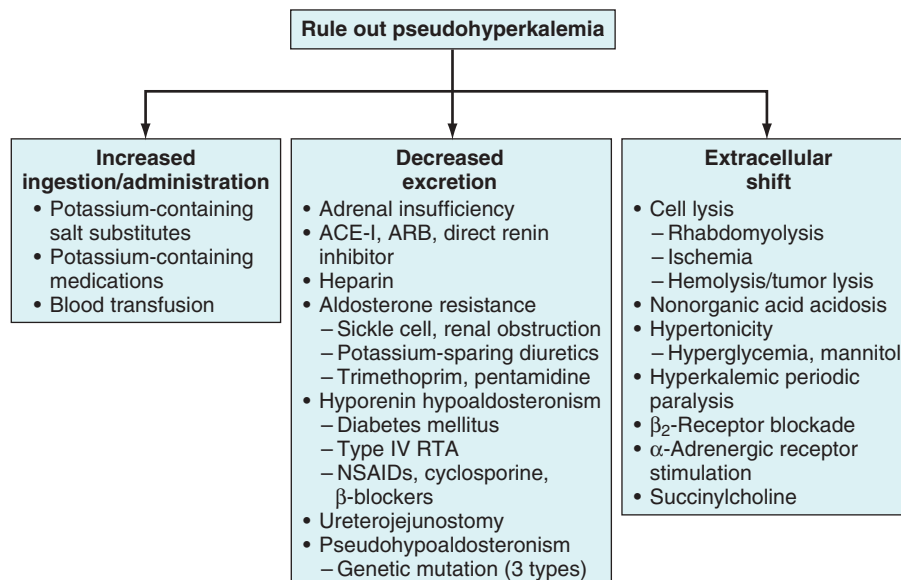 Rule out pseudohyperkalemia
Increased
ingestion/administration
• Potassium-containing
salt substitutes
• Potassium-containing
medications
• Blood transfusion
Decreased
excretion
• Adrenal insufficiency
• ACE-I, ARB, direct renin
inhibitor
• Heparin
• Aldosterone resistance
– Sickle cell, renal obstruction
– Potassium-sparing diuretics
– Trimethoprim, pentamidine
• Hyporenin hypoaldosteronism
– Diabetes mellitus
– Type IV RTA
– NSAIDs, cyclosporine,
β-blockers
• Ureterojejunostomy
• Pseudohypoaldosteronism
– Genetic mutation (3 types)
Extracellular
shift
• Cell lysis
– Rhabdomyolysis
– Ischemia
– Hemolysis/tumor lysis
• Nonorganic acid acidosis
• Hypertonicity
– Hyperglycemia, mannitol
• Hyperkalemic periodic
paralysis
• β₂-Receptor blockade
• α-Adrenergic receptor
stimulation
• Succinylcholine